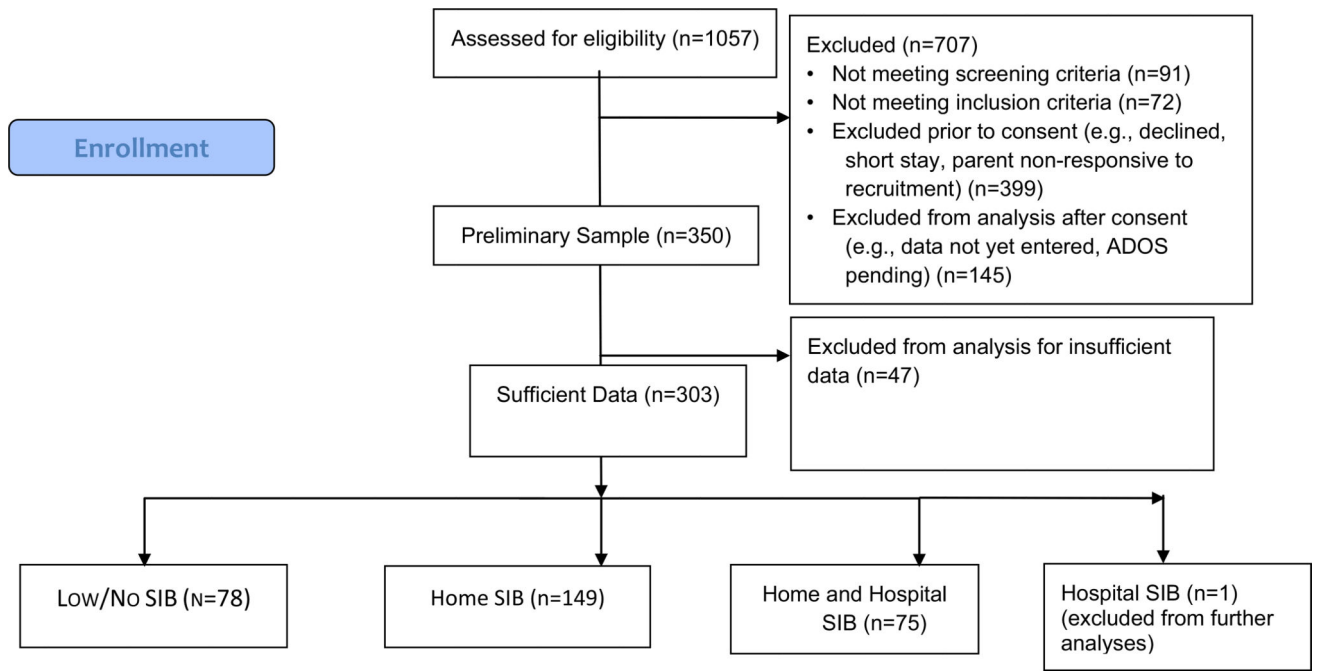 Assessed for eligibility (n=1057)
Excluded (n=707)
• Not meeting screening criteria (n=91)
• Not meeting inclusion criteria (n=72)
• Excluded prior to consent (e.g., declined,
short stay, parent non-responsive to
recruitment) (n=399)
• Excluded from analysis after consent
(e.g., data not yet entered, ADOS
pending) (n=145)
Enrollment
Preliminary Sample (n=350)
Excluded from analysis for insufficient
data (n=47)
Sufficient Data (n=303)
Low/No SIB (N=78)
Home SIB (n=149)
Home and Hospital
SIB (n=75)
Hospital SIB (n=1)
(excluded from further
analyses)